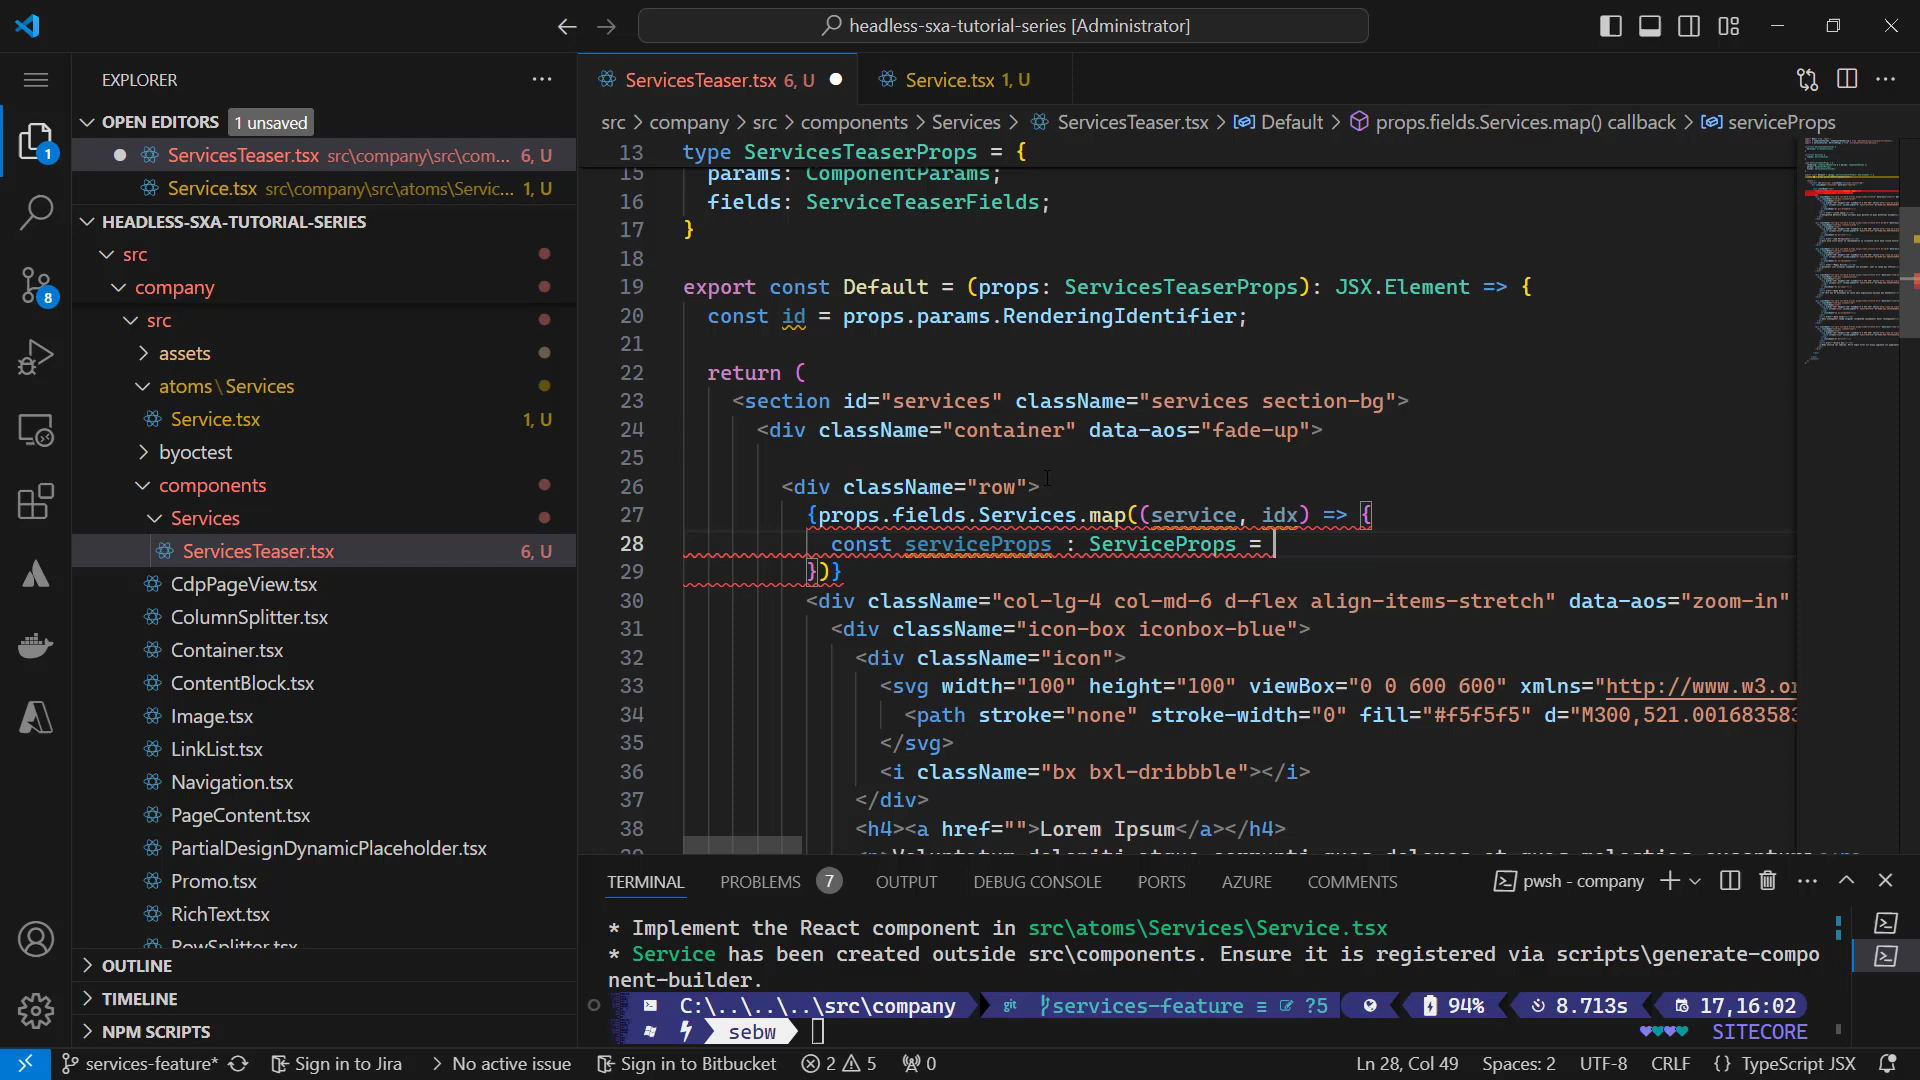 headless-sxa-tutorial-series [Administrator]
EXPLORER
OPEN EDITORS 1 unsaved
ServicesTeaser.tsx src\company\src\com... 6, U
Service.tsx src\company\src\atoms\Servic... 1, U
HEADLESS-SXA-TUTORIAL-SERIES
src
company
src
assets
atoms\Services
Service.tsx 1, U
byoctest
components
Services
ServicesTeaser.tsx 6, U
CdpPageView.tsx
ColumnSplitter.tsx
Container.tsx
ContentBlock.tsx
Image.tsx
LinkList.tsx
Navigation.tsx
PageContent.tsx
PartialDesignDynamicPlaceholder.tsx
Promo.tsx
RichText.tsx
RowSplitter.tsx
OUTLINE
TIMELINE
NPM SCRIPTS
1
8
ServicesTeaser.tsx 6, U
Service.tsx 1, U
src > company > src > components > Services > ServicesTeaser.tsx > Default > props.fields.Services.map() callback > serviceProps
13 type ServicesTeaserProps = {
15 params: ComponentParams;
16 fields: ServiceTeaserFields;
17 }
18
19 export const Default = (props: ServicesTeaserProps): JSX.Element => {
20 const id = props.params.RenderingIdentifier;
21
22 return (
23 <section id="services" className="services section-bg">
24 <div className="container" data-aos="fade-up">
25
26 <div className="row">
27 {props.fields.Services.map((service, idx) => {
28 const serviceProps : ServiceProps =
29 })}
30 <div className="col-lg-4 col-md-6 d-flex align-items-stretch" data-aos="zoom-in"
31 <div className="icon-box iconbox-blue">
32 <div className="icon">
33 <svg width="100" height="100" viewBox="0 0 600 600" xmlns="http://www.w3.or
34 <path stroke="none" stroke-width="0" fill="#f5f5f5" d="M300,521.001683583
35 </svg>
36 <i className="bx bxl-dribbble"></i>
37 </div>
38 <h4><a href="">Lorem Ipsum</a></h4>
TERMINAL PROBLEMS 7 OUTPUT DEBUG CONSOLE PORTS AZURE COMMENTS pwsh - company
* Implement the React component in src\atoms\Services\Service.tsx
* Service has been created outside src\components. Ensure it is registered via scripts\generate-compo
nent-builder.
C:\..\..\..\src\company git services-feature ≡ ?5 94% 8.713s 17,16:02
sebw SITECORE
services-feature* Sign in to Jira No active issue Sign in to Bitbucket 2 5 0 Ln 28, Col 49 Spaces: 2 UTF-8 CRLF {} TypeScript JSX